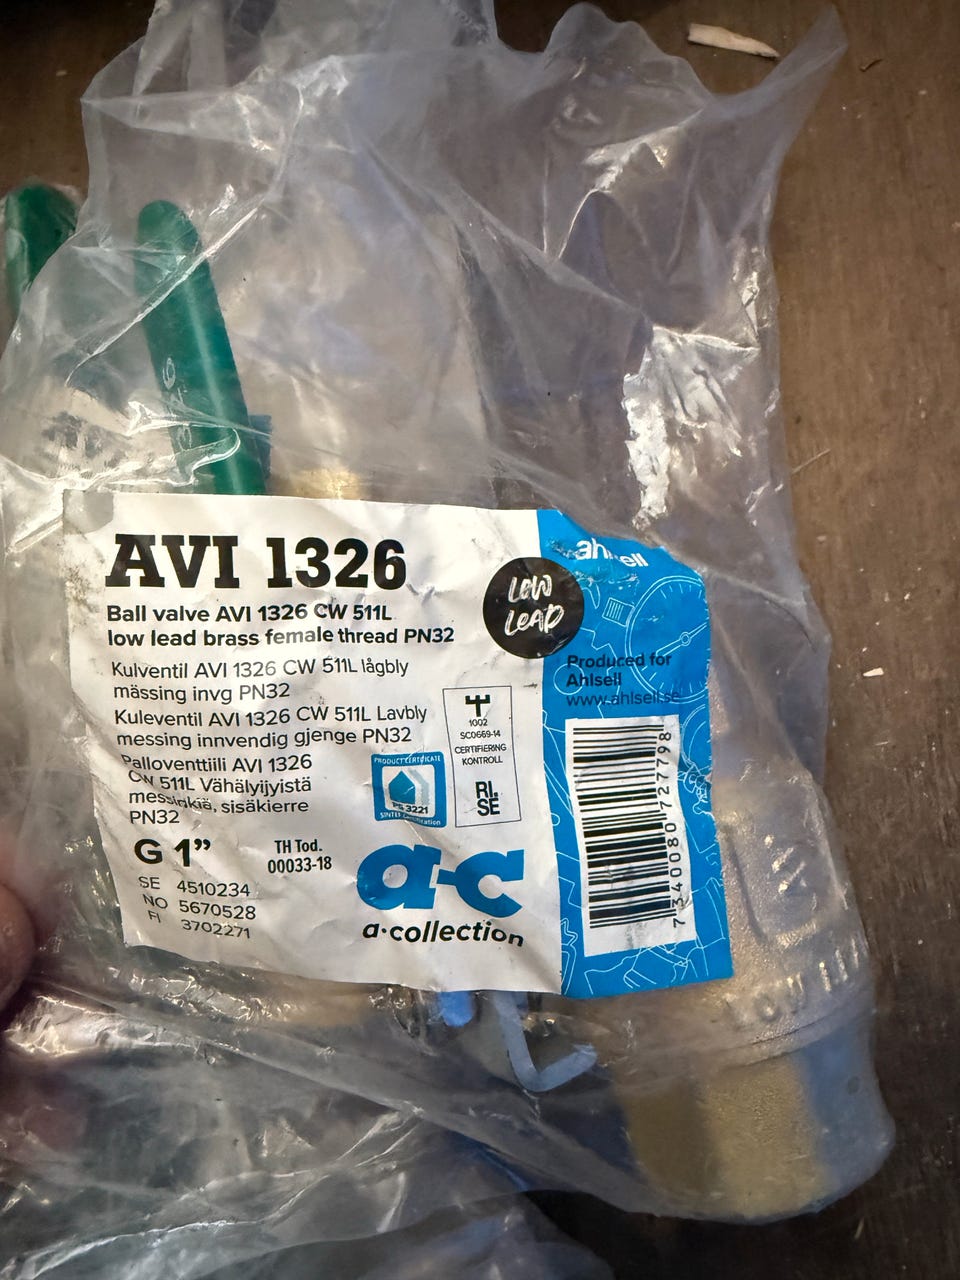 AVI 1326
Ball valve AVI 1326 CW 511L
low lead brass female thread PN32
Kulventil AVI 1326 CW 511L lågbly
mässing invg PN32
Kuleventil AVI 1326 CW 511L Lavbly
messing innvendig gjenge PN32
Palloventtiili AVI 1326
CW 511L Vähälyijyistä
messinkiä, sisäkierre
PN32
G 1”
TH Tod.
00033-18
SE 4510234
NO 5670528
FI 3702271
PRODUCT CERTIFICATE
PS 3221
SINTEF Certification
1002
SC0669-14
CERTIFIERING
KONTROLL
RI.
SE
a-c
a·collection
LOW
LEAD
ahlsell
Produced for
Ahlsell
www.ahlsell.se
7340080727798
LOW